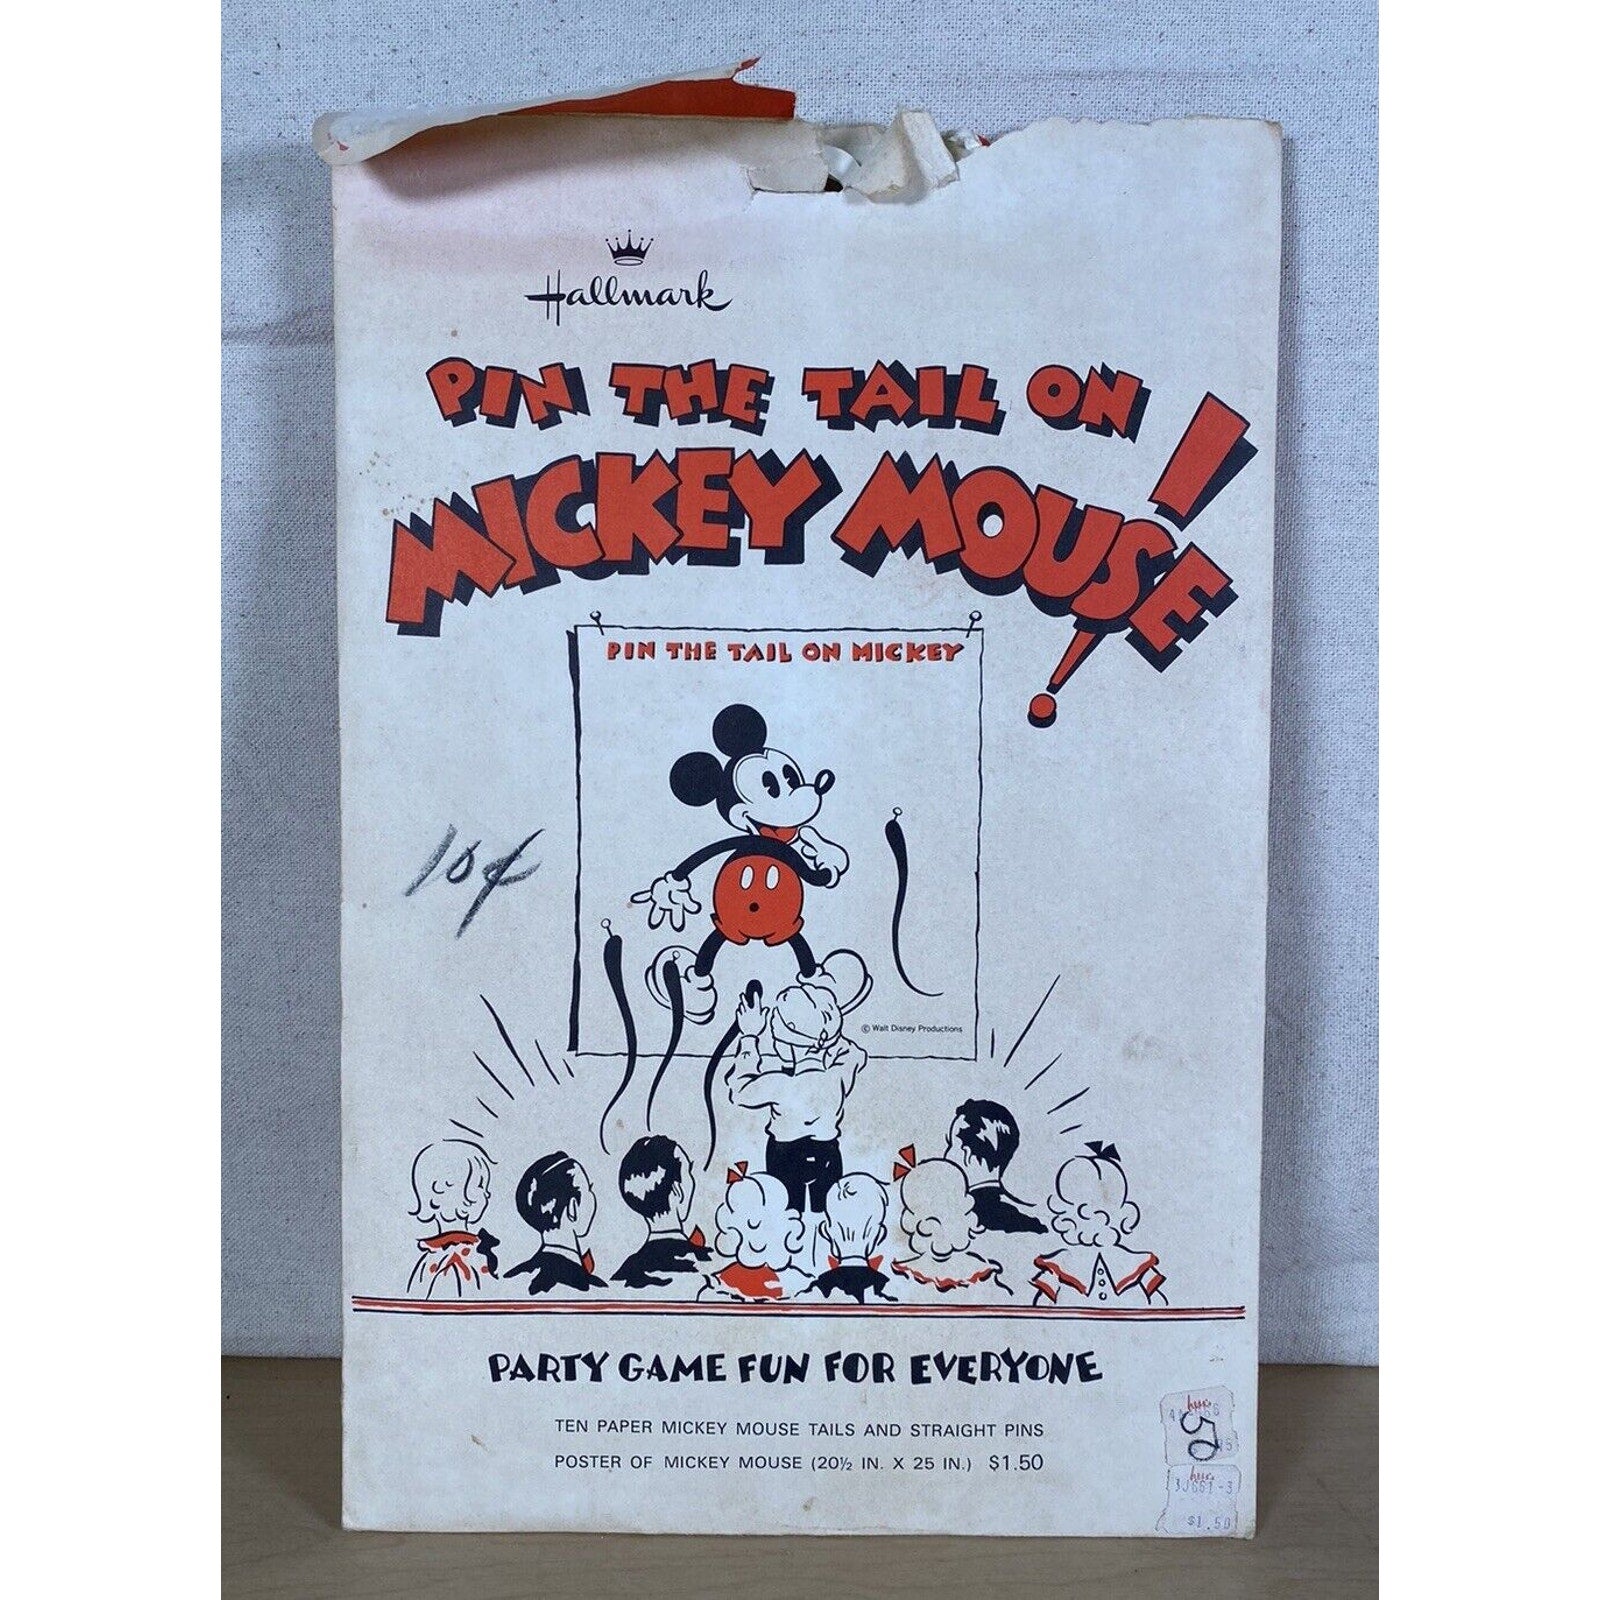 Hallmark
PIN THE TAIL ON
MICKEY MOUSE!
PIN THE TAIL ON MICKEY
10¢
© Walt Disney Productions
PARTY GAME FUN FOR EVERYONE
TEN PAPER MICKEY MOUSE TAILS AND STRAIGHT PINS
POSTER OF MICKEY MOUSE (20½ IN. X 25 IN.) $1.50
50
$1.50